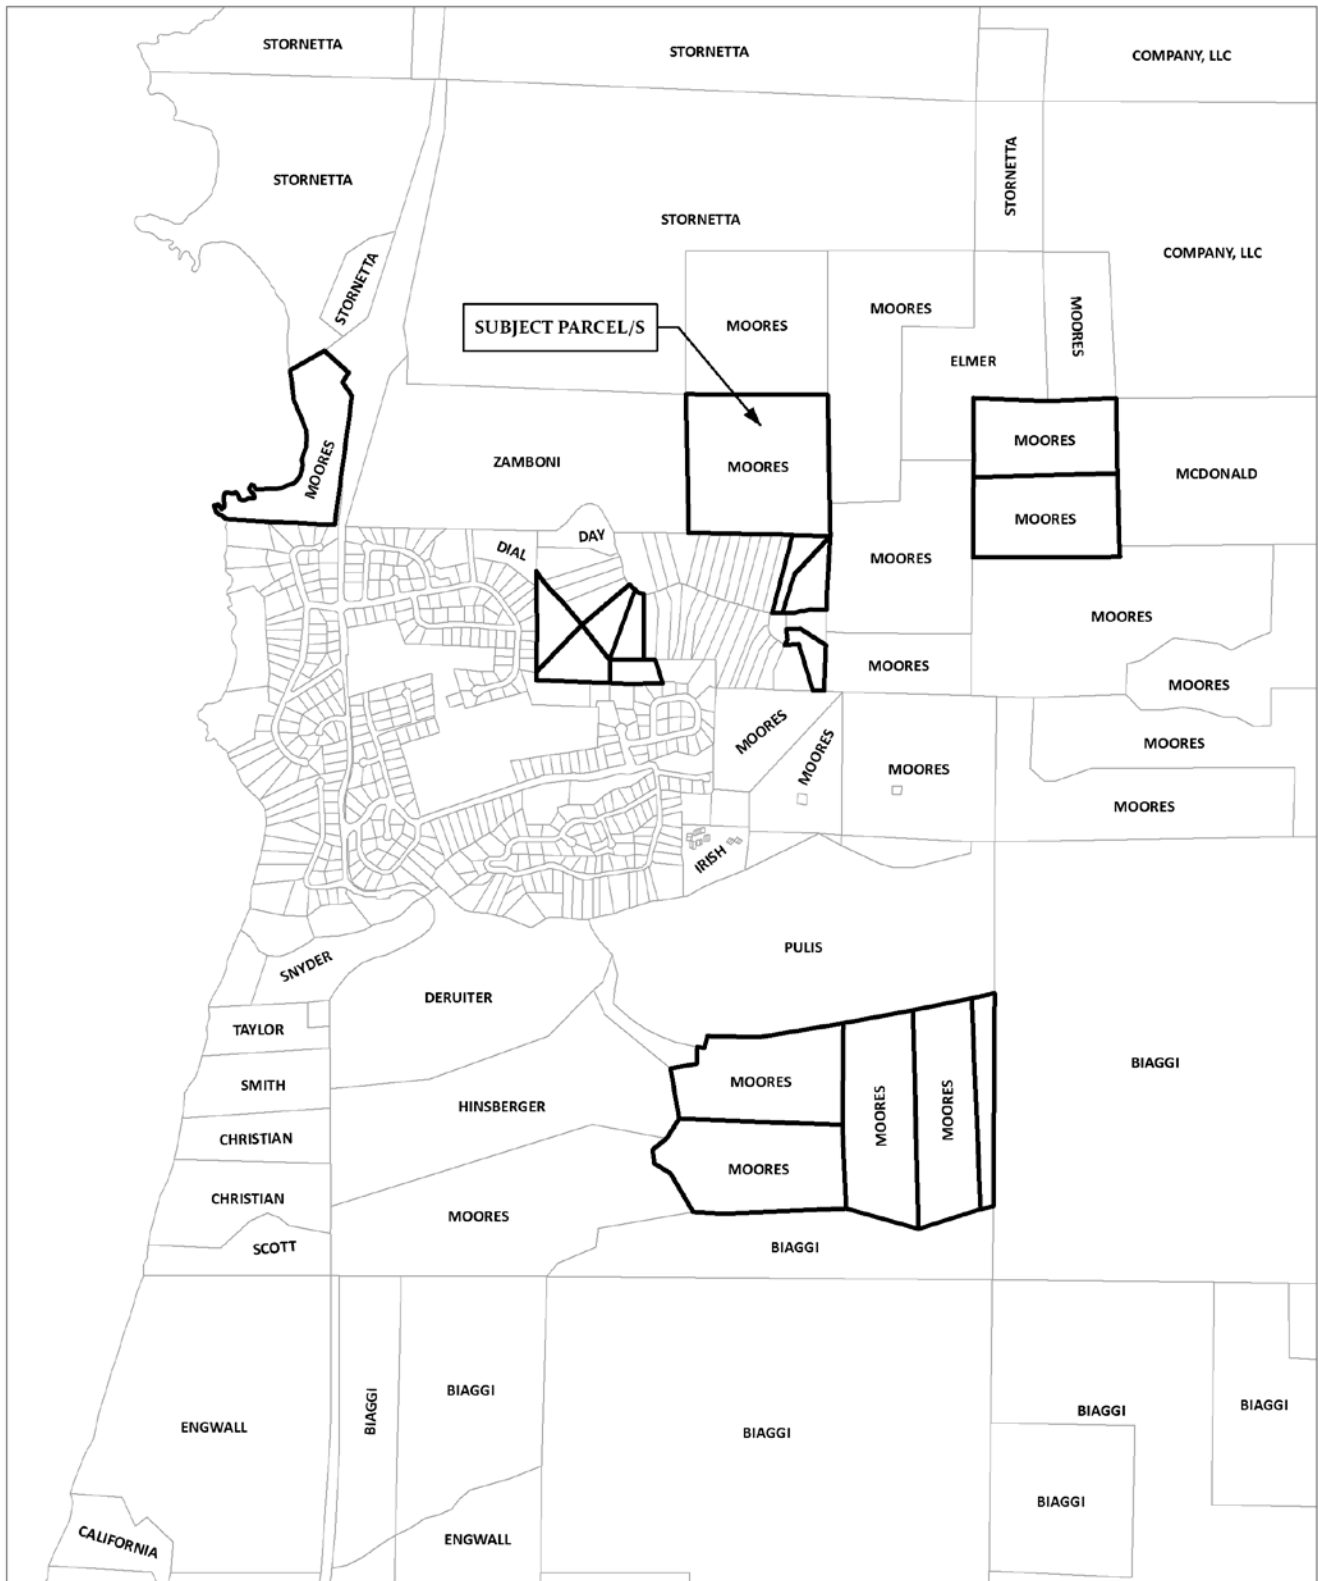 STORNETTA
STORNETTA
COMPANY, LLC
STORNETTA
STORNETTA
STORNETTA
COMPANY, LLC
STORNETTA
MOORES
MOORES
MOORES
SUBJECT PARCEL/S
ELMER
MOORES
ZAMBONI
MOORES
MOORES
MCDONALD
MOORES
DIAL
DAY
MOORES
MOORES
MOORES
MOORES
MOORES
MOORES
MOORES
MOORES
MOORES
IRISH
PULIS
SNYDER
DERUITER
TAYLOR
BIAGGI
SMITH
MOORES
MOORES
MOORES
HINSBERGER
CHRISTIAN
MOORES
CHRISTIAN
MOORES
SCOTT
BIAGGI
BIAGGI
BIAGGI
BIAGGI
BIAGGI
ENGWALL
BIAGGI
BIAGGI
CALIFORNIA
ENGWALL